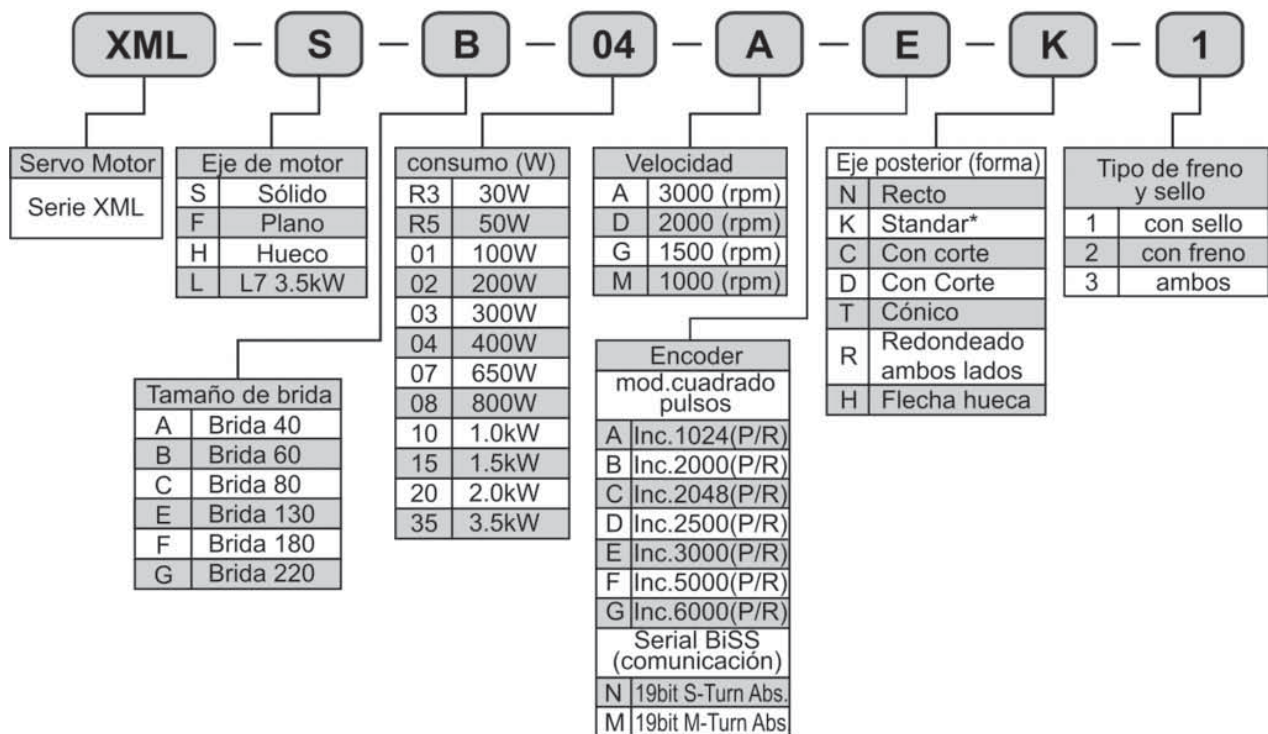 XML – S – B – 04 – A – E – K – 1
Servo Motor
Serie XML
Eje de motor
S Sólido
F Plano
H Hueco
L L7 3.5kW
Tamaño de brida
A Brida 40
B Brida 60
C Brida 80
E Brida 130
F Brida 180
G Brida 220
consumo (W)
R3 30W
R5 50W
01 100W
02 200W
03 300W
04 400W
07 650W
08 800W
10 1.0kW
15 1.5kW
20 2.0kW
35 3.5kW
Velocidad
A 3000 (rpm)
D 2000 (rpm)
G 1500 (rpm)
M 1000 (rpm)
Encoder
mod.cuadrado
pulsos
A Inc.1024(P/R)
B Inc.2000(P/R)
C Inc.2048(P/R)
D Inc.2500(P/R)
E Inc.3000(P/R)
F Inc.5000(P/R)
G Inc.6000(P/R)
Serial BiSS
(comunicación)
N 19bit S-Turn Abs.
M 19bit M-Turn Abs
Eje posterior (forma)
N Recto
K Standar*
C Con corte
D Con Corte
T Cónico
R Redondeado
ambos lados
H Flecha hueca
Tipo de freno
y sello
1 con sello
2 con freno
3 ambos